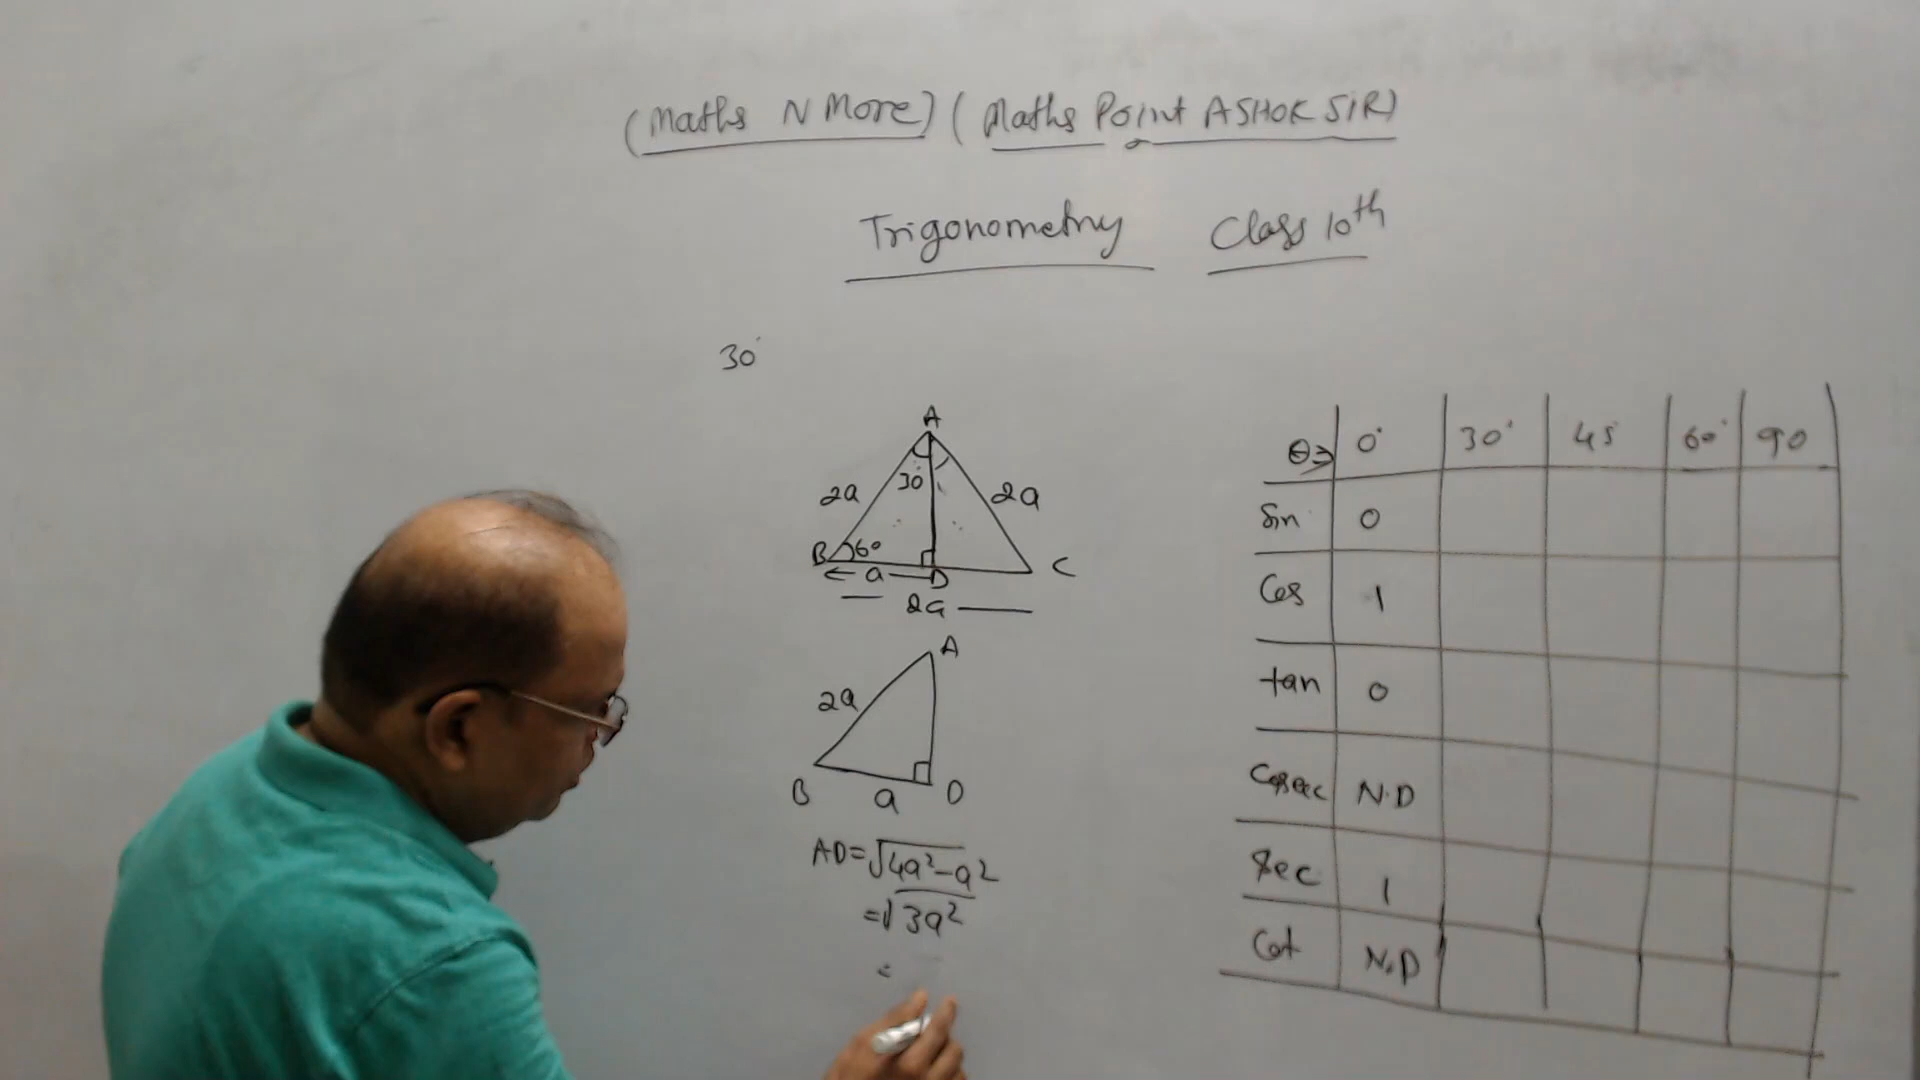 (Maths N More) (Maths Point ASHOK SIR)
Trigonometry Class 10th
30°
A
2a 30° 2a
B 60° C
a D
2a
A
2a
B a D
AD=√4a²-a²
=√3a²
=
θ→ 0° 30° 45 60° 90
Sin 0
Cos 1
tan 0
Cosec N.D
Sec 1
Cot N.D